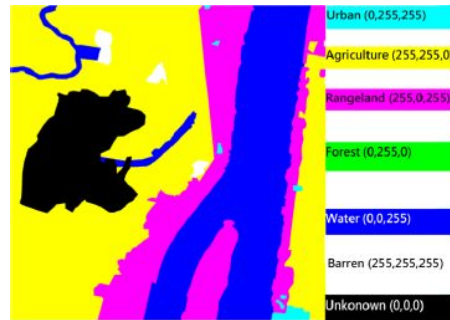 Urban (0,255,255)
Agriculture (255,255,0
Rangeland (255,0,255)
Forest (0,255,0)
Water (0,0,255)
Barren (255,255,255)
Unkonown (0,0,0)